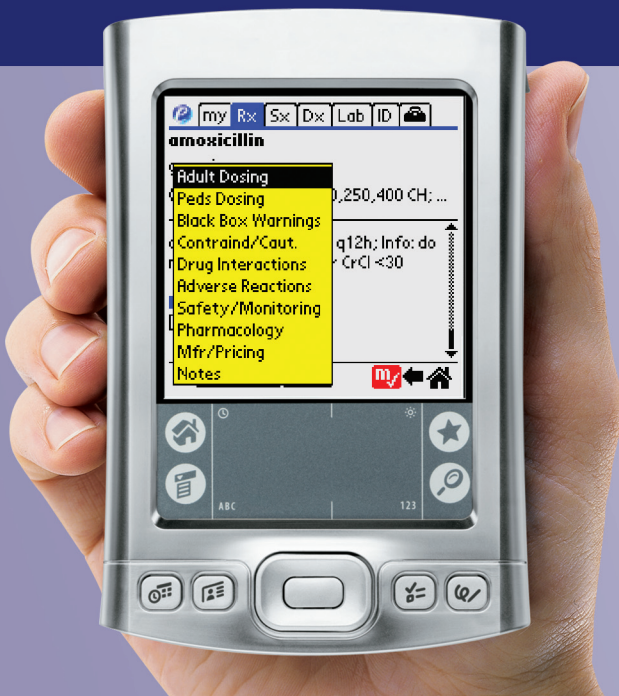 my Rx Sx Dx Lab ID
amoxicillin
Adult Dosing
Peds Dosing
,250,400 CH; ...
Black Box Warnings
Contraind/Caut.
q12h; Info: do
Drug Interactions
CrCl <30
Adverse Reactions
Safety/Monitoring
Pharmacology
Mfr/Pricing
Notes
ABC
123